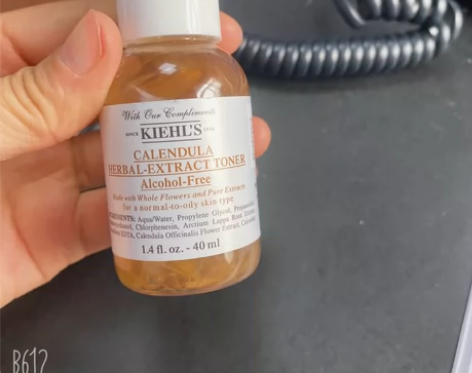 With Our Compliments
SINCE KIEHL'S 1851
CALENDULA
HERBAL-EXTRACT TONER
Alcohol-Free
Made with Whole Flowers and Pure Extracts
for a normal-to-oily skin type
INGREDIENTS: Aqua/Water, Propylene Glycol,
Chlorphenesin, Arctium Lappa Root
EDTA, Calendula Officinalis Flower Extract,
1.4 fl. oz. - 40 ml
B612